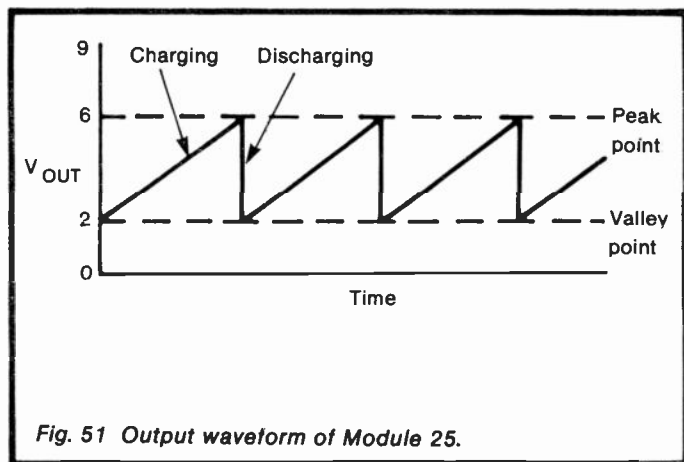 9
Charging
Discharging
6
Peak
point
V OUT
2
Valley
point
0
Time
Fig. 51 Output waveform of Module 25.